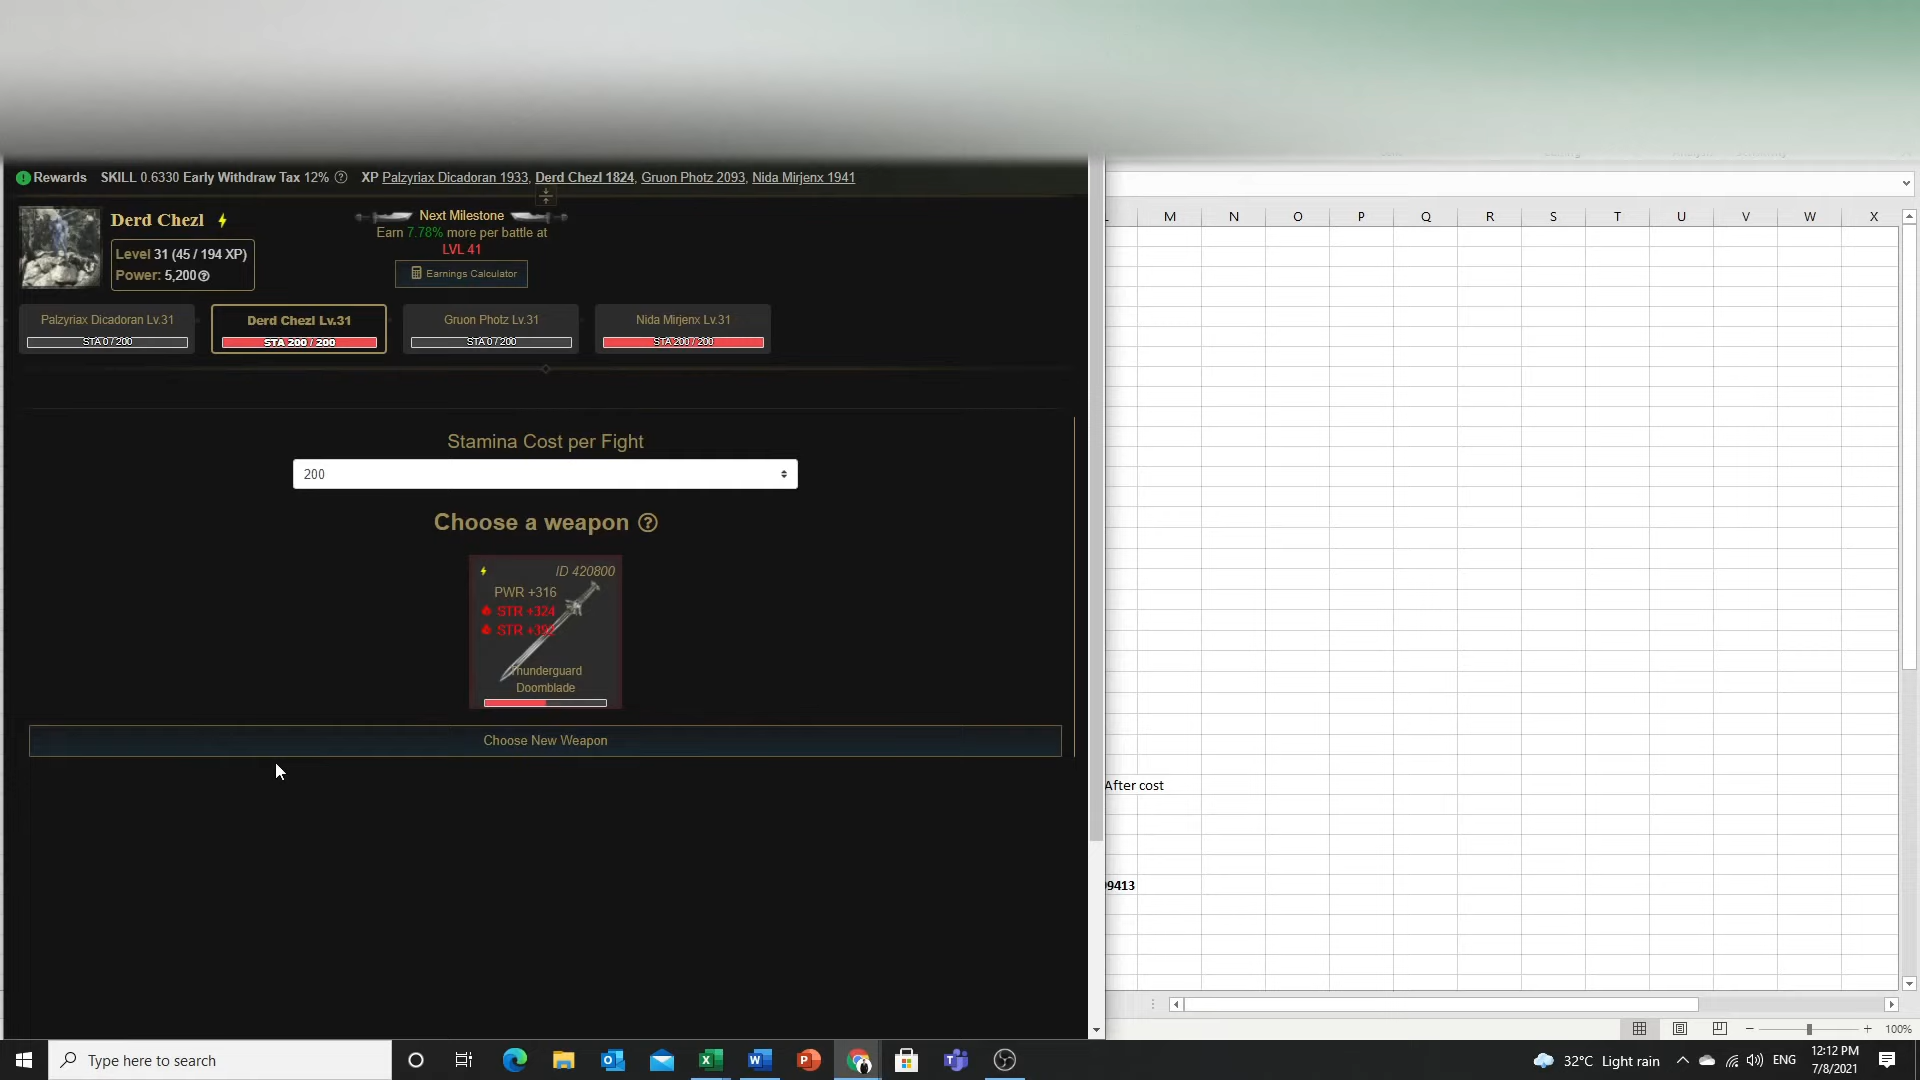 Rewards SKILL 0.6330 Early Withdraw Tax 12% XP Palzyriax Dicadoran 1933, Derd Chezl 1824, Gruon Photz 2093, Nida Mirjenx 1941
Derd Chezl
Level 31 (45 / 194 XP)
Power: 5,200
Next Milestone
Earn 7.78% more per battle at
LVL 41
Earnings Calculator
Palzyriax Dicadoran Lv.31
STA 0 / 200
Derd Chezl Lv.31
STA 200 / 200
Gruon Photz Lv.31
STA 0 / 200
Nida Mirjenx Lv.31
STA 200 / 200
Stamina Cost per Fight
200
Choose a weapon
ID 420800
PWR +316
STR +324
Thunderguard
Doomblade
Choose New Weapon
M N O P Q R S T U V W X
After cost
9413
100%
Type here to search
32°C Light rain
ENG
12:12 PM
7/8/2021